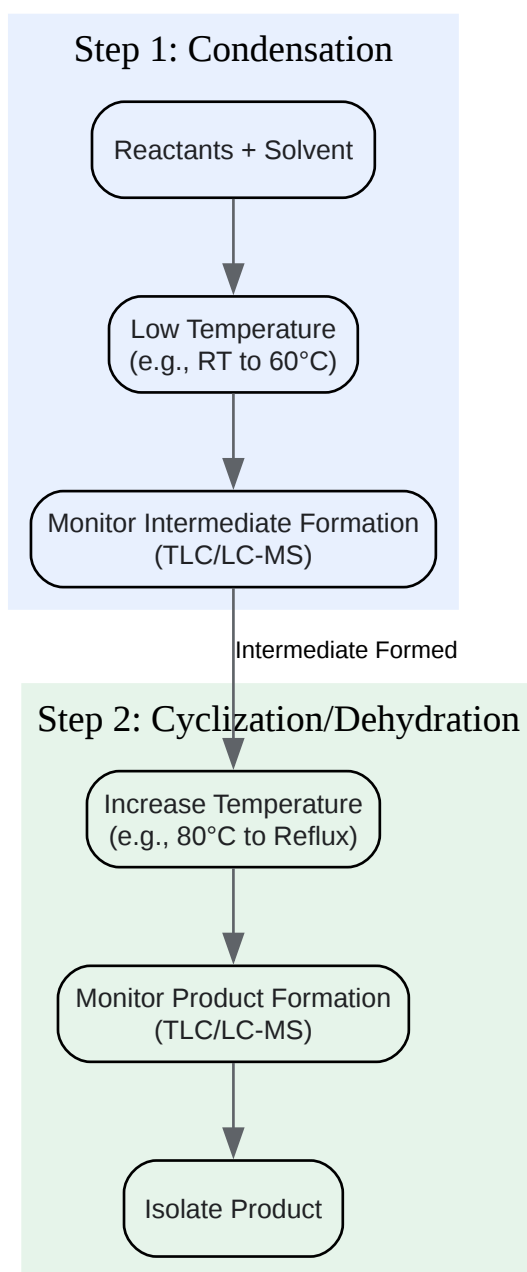 Step 1: Condensation
Reactants + Solvent
Low Temperature
(e.g., RT to 60°C)
Monitor Intermediate Formation
(TLC/LC-MS)
Intermediate Formed
Step 2: Cyclization/Dehydration
Increase Temperature
(e.g., 80°C to Reflux)
Monitor Product Formation
(TLC/LC-MS)
Isolate Product